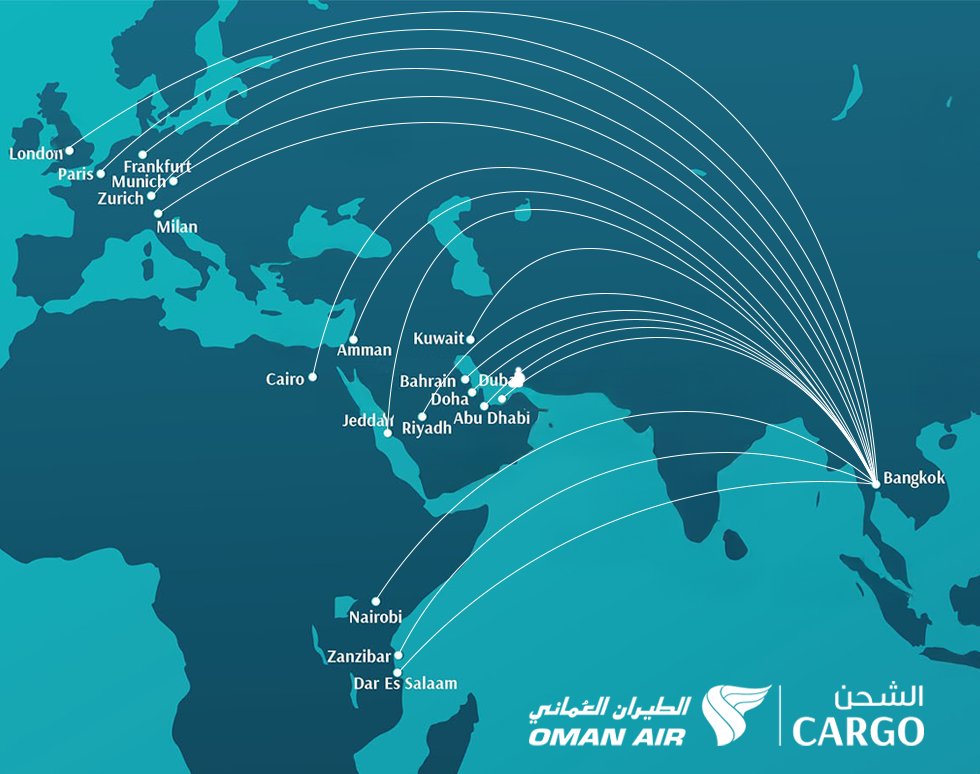 London
Paris
Frankfurt
Munich
Zurich
Milan
Amman
Kuwait
Cairo
Bahrain
Doha
Abu Dhabi
Jeddah
Riyadh
Bangkok
Nairobi
Zanzibar
Dar Es Salaam
الطيران العُماني
OMAN AIR
الشحن
CARGO